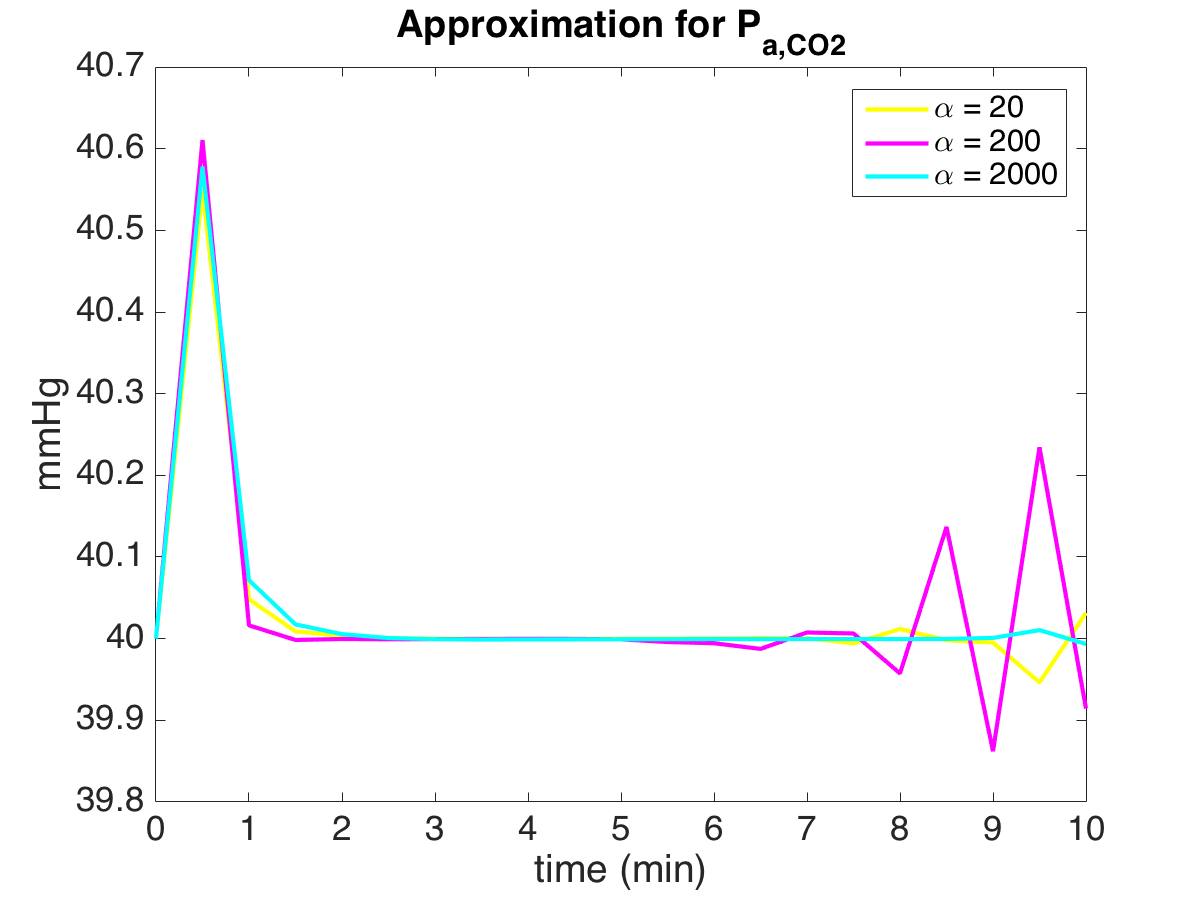 Approximation for P a,CO2
40.7
40.6
40.5
40.4
40.3
40.2
40.1
40
39.9
39.8
mmHg
α = 20
α = 200
α = 2000
0 1 2 3 4 5 6 7 8 9 10
time (min)